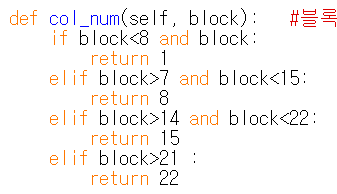 def col_num(self, block):   #블록
    if block<8 and block:
        return 1
    elif block>7 and block<15:
        return 8
    elif block>14 and block<22:
        return 15
    elif block>21 :
        return 22